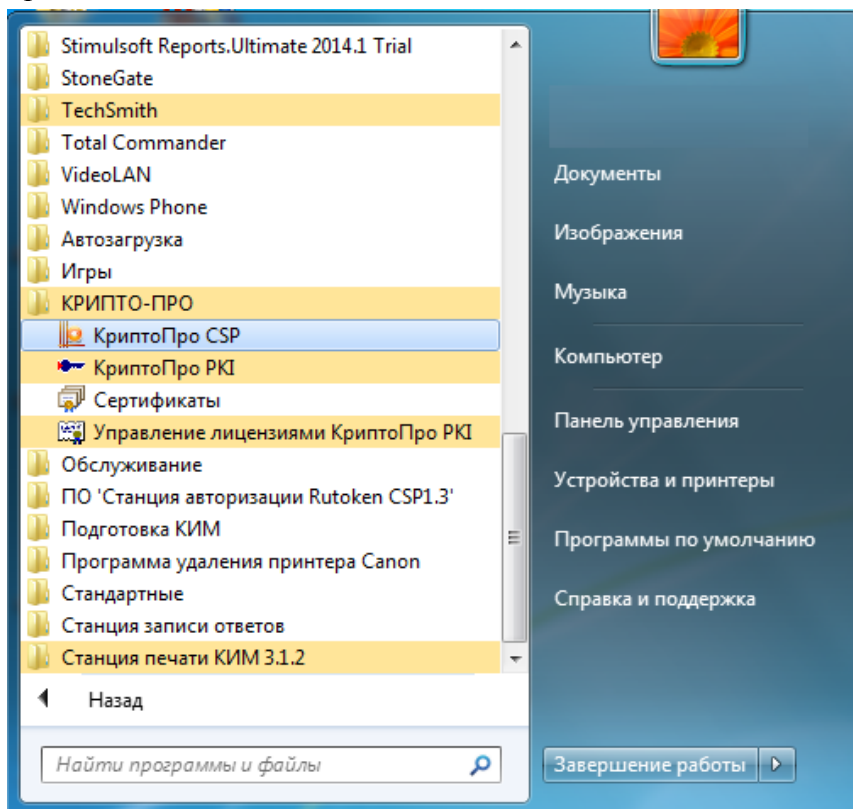 Stimulsoft Reports.Ultimate 2014.1 Trial
StoneGate
TechSmith
Total Commander
VideoLAN
Windows Phone
Автозагрузка
Игры
КРИПТО-ПРО
КриптоПро CSP
КриптоПро PKI
Сертификаты
Управление лицензиями КриптоПро PKI
Обслуживание
ПО 'Станция авторизации Rutoken CSP1.3'
Подготовка КИМ
Программа удаления принтера Canon
Стандартные
Станция записи ответов
Станция печати КИМ 3.1.2
Назад
Найти программы и файлы
Документы
Изображения
Музыка
Компьютер
Панель управления
Устройства и принтеры
Программы по умолчанию
Справка и поддержка
Завершение работы